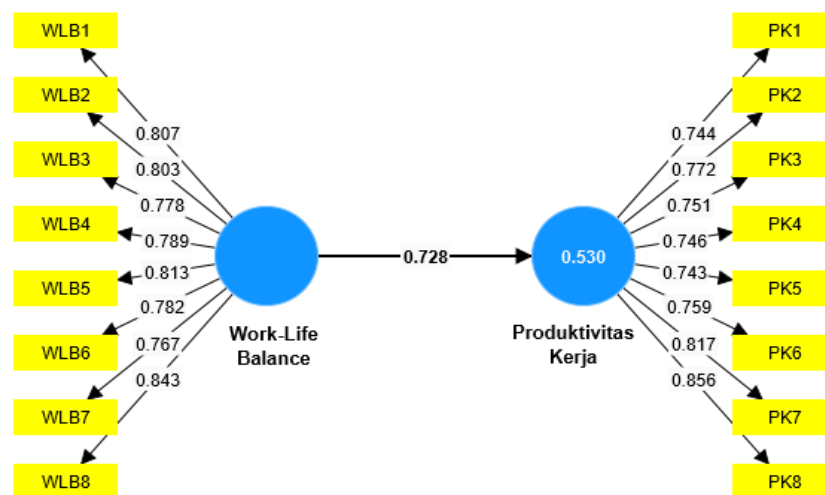 WLB1
WLB2
WLB3
WLB4
WLB5
WLB6
WLB7
WLB8
0.807
0.803
0.778
0.789
0.813
0.782
0.767
0.843
Work-Life
Balance
0.728
0.530
Produktivitas
Kerja
0.744
0.772
0.751
0.746
0.743
0.759
0.817
0.856
PK1
PK2
PK3
PK4
PK5
PK6
PK7
PK8